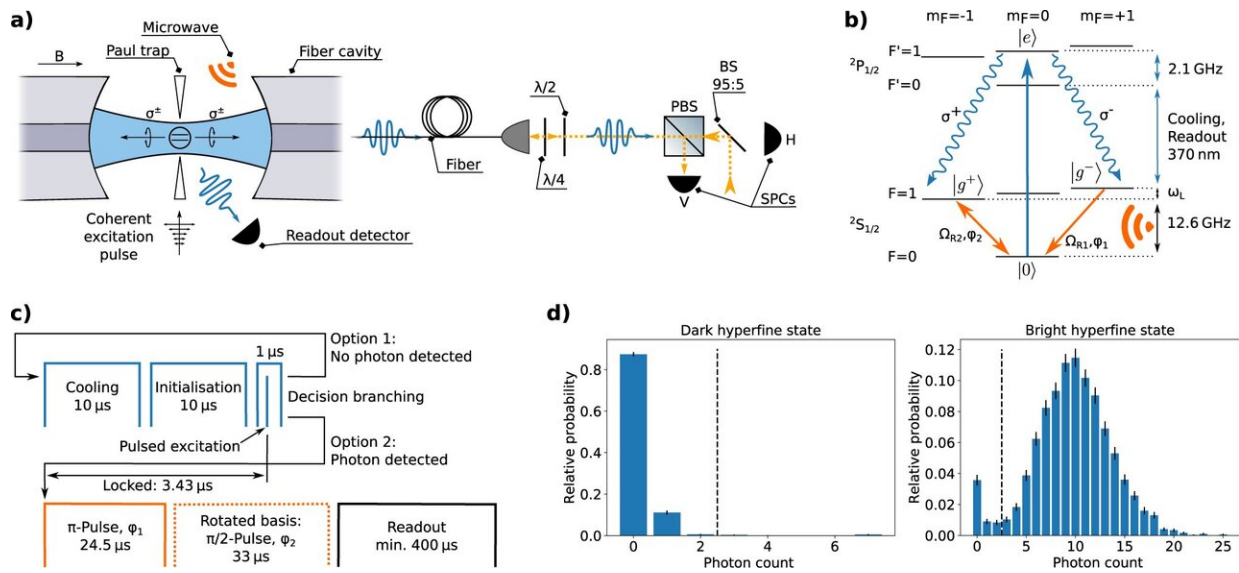 a)
Microwave
Paul trap
Fiber cavity
B
σ±
σ±
Coherent
excitation
pulse
Readout detector
Fiber
λ/2
λ/4
PBS
BS
95:5
H
V
SPCs
b)
mF=-1
mF=0
mF=+1
|e⟩
F'=1
²P1/2
F'=0
2.1 GHz
σ+
σ-
Cooling,
Readout
370 nm
|g+⟩
|g−⟩
F=1
ωL
²S1/2
ΩR2,φ2
ΩR1,φ1
12.6 GHz
F=0
|0⟩
c)
Option 1:
No photon detected
1 µs
Cooling
10 µs
Initialisation
10 µs
Decision branching
Pulsed excitation
Option 2:
Photon detected
Locked: 3.43 µs
π-Pulse, φ1
24.5 µs
Rotated basis:
π/2-Pulse, φ2
33 µs
Readout
min. 400 µs
d)
Dark hyperfine state
Relative probability
0.8
0.6
0.4
0.2
0.0
0 2 4 6
Photon count
Bright hyperfine state
Relative probability
0.12
0.10
0.08
0.06
0.04
0.02
0.00
0 5 10 15 20 25
Photon count